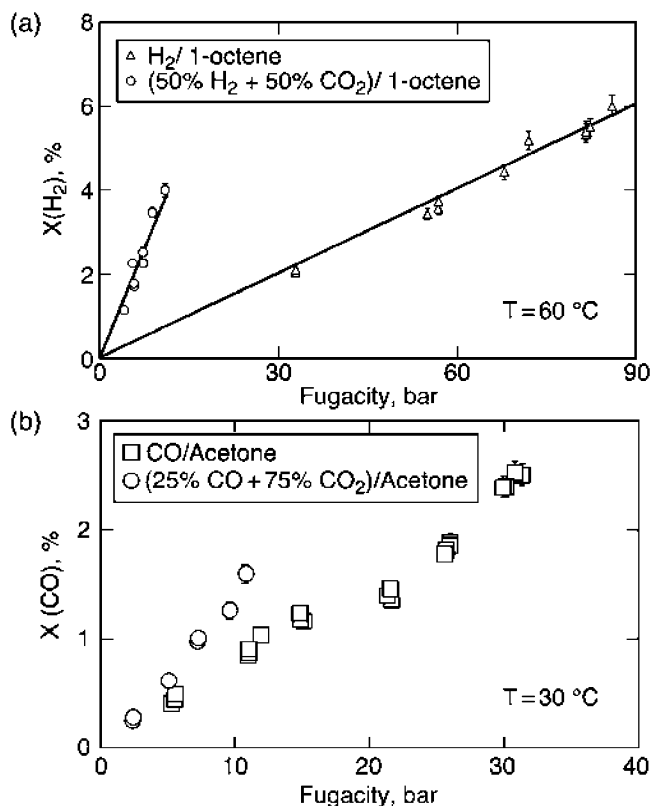 (a)
8
6
4
2
0
X(H₂), %
△ H₂/ 1-octene
○ (50% H₂ + 50% CO₂)/ 1-octene
T = 60 °C
0 30 60 90
Fugacity, bar
(b)
3
2
1
0
X (CO), %
□ CO/Acetone
○ (25% CO + 75% CO₂)/Acetone
T = 30 °C
0 10 20 30 40
Fugacity, bar